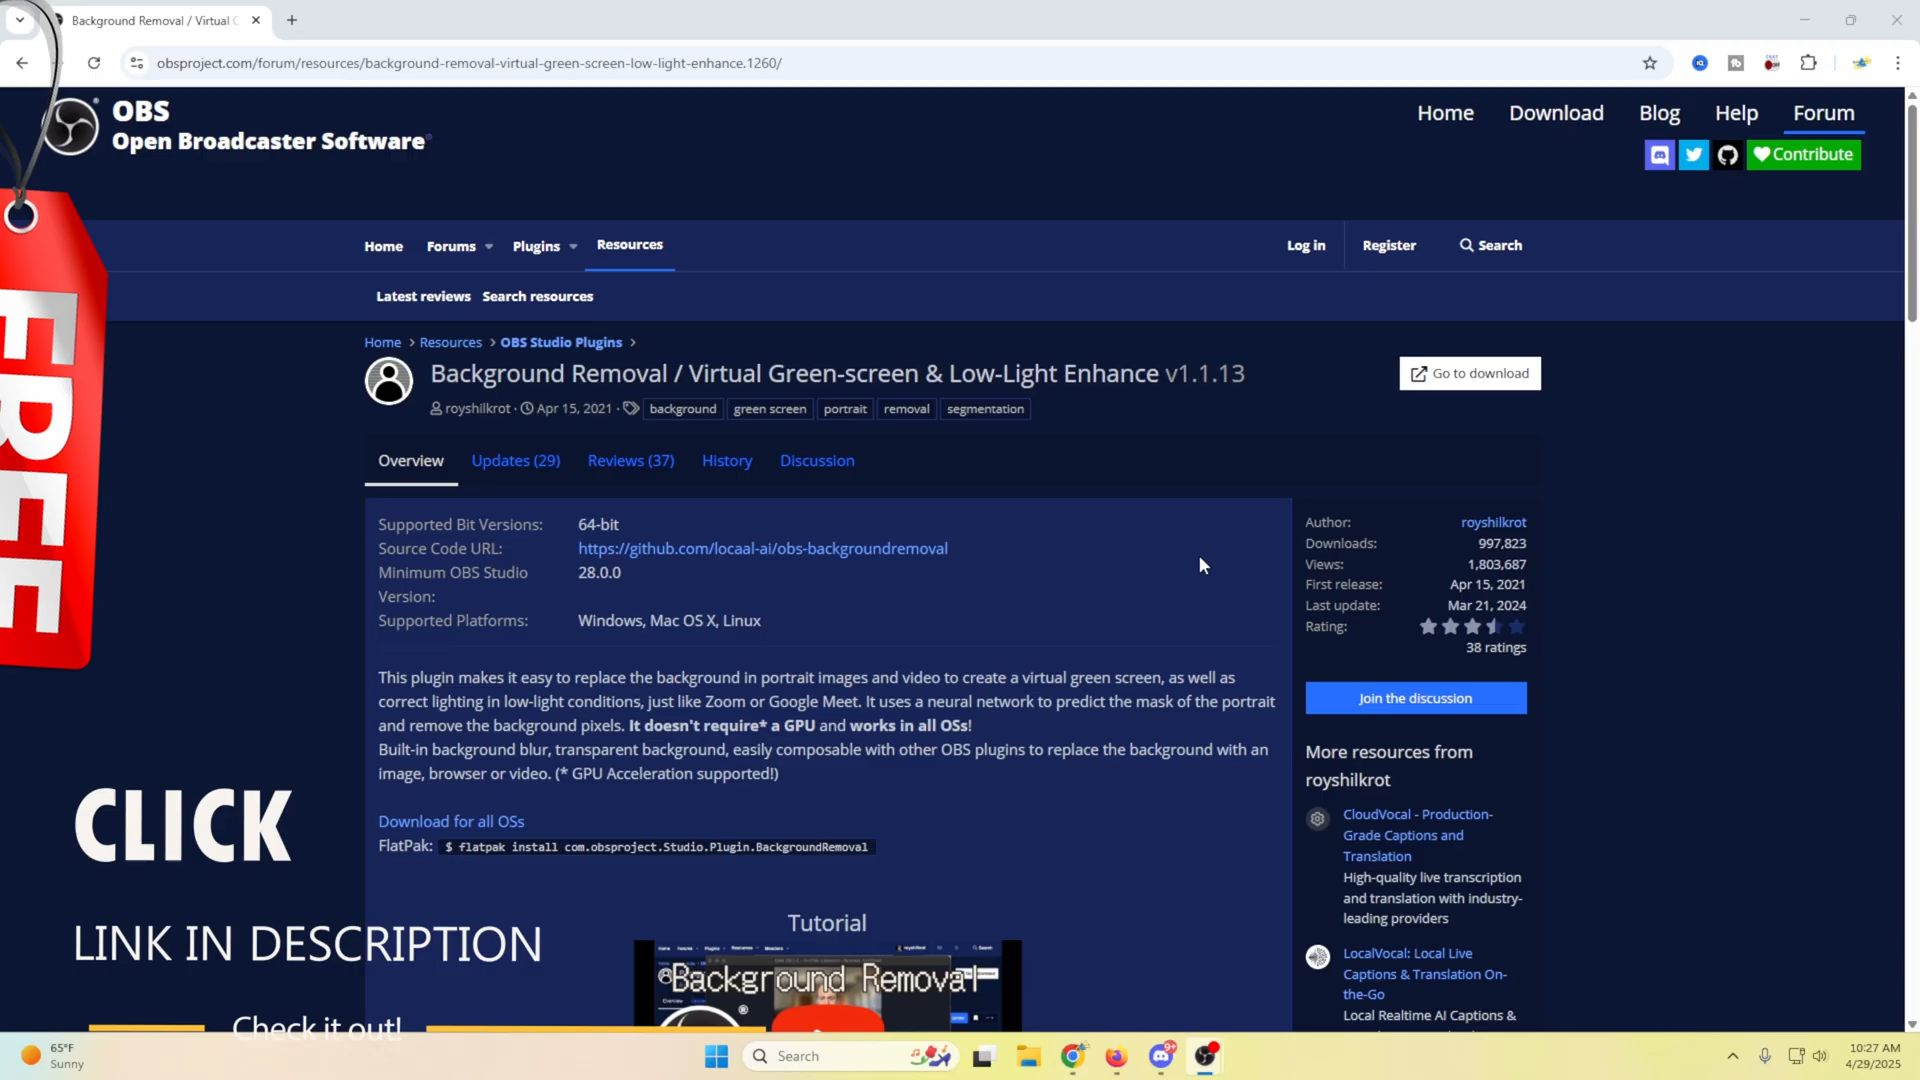 Background Removal / Virtual G
obsproject.com/forum/resources/background-removal-virtual-green-screen-low-light-enhance.1260/
OBS
Open Broadcaster Software
Home Download Blog Help Forum
Contribute
Home Forums Plugins Resources
Log in Register Search
Latest reviews Search resources
Home > Resources > OBS Studio Plugins >
Background Removal / Virtual Green-screen & Low-Light Enhance v1.1.13
Go to download
royshilkrot · Apr 15, 2021 · background green screen portrait removal segmentation
Overview Updates (29) Reviews (37) History Discussion
Supported Bit Versions: 64-bit
Source Code URL: https://github.com/locaal-ai/obs-backgroundremoval
Minimum OBS Studio Version: 28.0.0
Supported Platforms: Windows, Mac OS X, Linux
This plugin makes it easy to replace the background in portrait images and video to create a virtual green screen, as well as
correct lighting in low-light conditions, just like Zoom or Google Meet. It uses a neural network to predict the mask of the portrait
and remove the background pixels. It doesn't require* a GPU and works in all OSs!
Built-in background blur, transparent background, easily composable with other OBS plugins to replace the background with an
image, browser or video. (* GPU Acceleration supported!)
Download for all OSs
FlatPak: $ flatpak install com.obsproject.Studio.Plugin.BackgroundRemoval
Tutorial
Background Removal
Author: royshilkrot
Downloads: 997,823
Views: 1,803,687
First release: Apr 15, 2021
Last update: Mar 21, 2024
Rating:
38 ratings
Join the discussion
More resources from
royshilkrot
CloudVocal - Production-
Grade Captions and
Translation
High-quality live transcription
and translation with industry-
leading providers
LocalVocal: Local Live
Captions & Translation On-
the-Go
Local Realtime AI Captions &
FREE
CLICK
LINK IN DESCRIPTION
Check it out!
65°F
Sunny
Search
9+
10:27 AM
4/29/2025